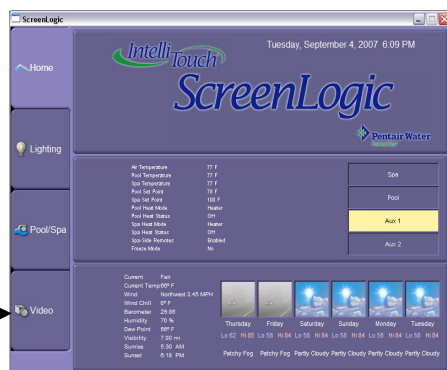 ScreenLogic
Tuesday, September 4, 2007 6:09 PM
IntelliTouch
ScreenLogic
Pentair Water
Home
Lighting
Pool/Spa
Video
Air Temperature 77 F
Pool Temperature 77 F
Spa Temperature 77 F
Pool Set Point 78 F
Spa Set Point 100 F
Pool Heat Mode Heater
Pool Heat Status Off
Spa Heat Mode Heater
Spa Heat Status Off
Spa Side Remotes Enabled
Freeze Mode No
Spa
Pool
Aux 1
Aux 2
Current Fair
Current Temp 66º F
Wind Northwest 3.45 MPH
Wind Chill 0º F
Barometer 29.86
Humidity 70 %
Dew Point 56º F
Visibility 7.00 mi
Sunrise 5:30 AM
Sunset 6:18 PM
Thursday Friday Saturday Sunday Monday Tuesday
Lo 62 Hi 85 Lo 58 Hi 84 Lo 58 Hi 84 Lo 58 Hi 84 Lo 58 Hi 84 Lo 58 Hi 84
Patchy Fog Patchy Fog Partly Cloudy Partly Cloudy Partly Cloudy Partly Cloudy